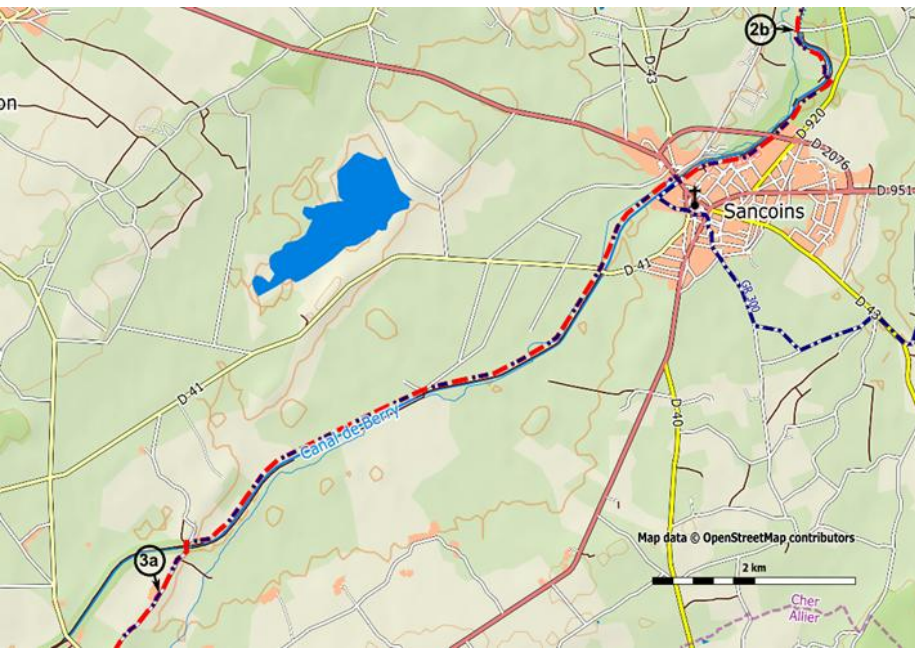 2b
D 43
on
D-920
D-2076
D-951
Sancoins
D-41
GR 300
D-43
D-41
D-40
Canal de Berry
Map data © OpenStreetMap contributors
3a
2 km
Cher
Allier